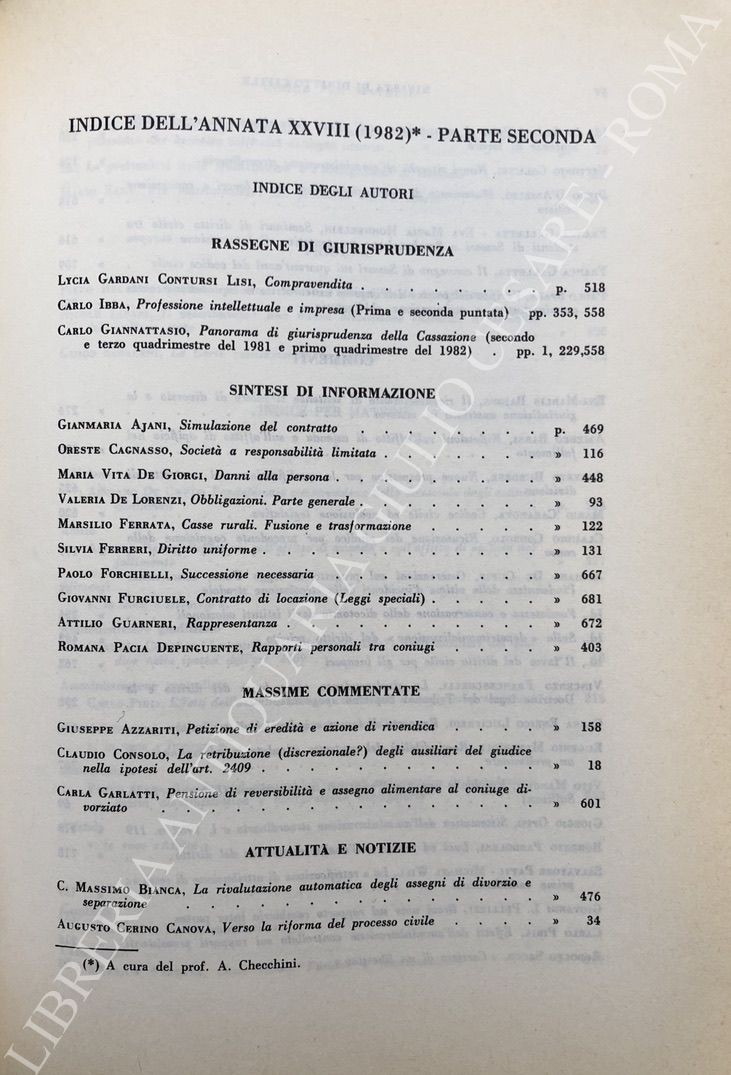 INDICE DELL'ANNATA XXVIII (1982)* - PARTE SECONDA
INDICE DEGLI AUTORI
RASSEGNE DI GIURISPRUDENZA
LYCIA GARDANI CONTURSI LISI, Compravendita . . . . . . . p. 518
CARLO IBBA, Professione intellettuale e impresa (Prima e seconda puntata) pp. 353, 558
CARLO GIANNATTASIO, Panorama di giurisprudenza della Cassazione (secondo
e terzo quadrimestre del 1981 e primo quadrimestre del 1982) . pp. 1, 229,558
SINTESI DI INFORMAZIONE
GIANMARIA AJANI, Simulazione del contratto . . . . . . . p. 469
ORESTE CAGNASSO, Società a responsabilità limitata . . . . . . . » 116
MARIA VITA DE GIORGI, Danni alla persona . . . . . . . . » 448
VALERIA DE LORENZI, Obbligazioni. Parte generale . . . . . . . » 93
MARSILIO FERRATA, Casse rurali. Fusione e trasformazione . . . . » 122
SILVIA FERRERI, Diritto uniforme . . . . . . . . . . » 131
PAOLO FORCHIELLI, Successione necessaria . . . . . . . . » 667
GIOVANNI FURGIUELE, Contratto di locazione (Leggi speciali) . . . . . » 681
ATTILIO GUARNERI, Rappresentanza . . . . . . . . . . » 672
ROMANA PACIA DEPINGUENTE, Rapporti personali tra coniugi . . . . » 403
MASSIME COMMENTATE
GIUSEPPE AZZARITI, Petizione di eredità e azione di rivendica . . . . » 158
CLAUDIO CONSOLO, La retribuzione (discrezionale?) degli ausiliari del giudice
nella ipotesi dell'art. 2409 . . . . . . . . . . . » 18
CARLA GARLATTI, Pensione di reversibilità e assegno alimentare al coniuge di-
vorziato . . . . . . . . . . . . . . » 601
ATTUALITÀ E NOTIZIE
C. MASSIMO BIANCA, La rivalutazione automatica degli assegni di divorzio e
separazione . . . . . . . . . . . . . . » 476
AUGUSTO CERINO CANOVA, Verso la riforma del processo civile . . . . » 34
(*) A cura del prof. A. Checchini.
LIBRERIA ANTIQUARIA GIULIO CESARE - ROMA